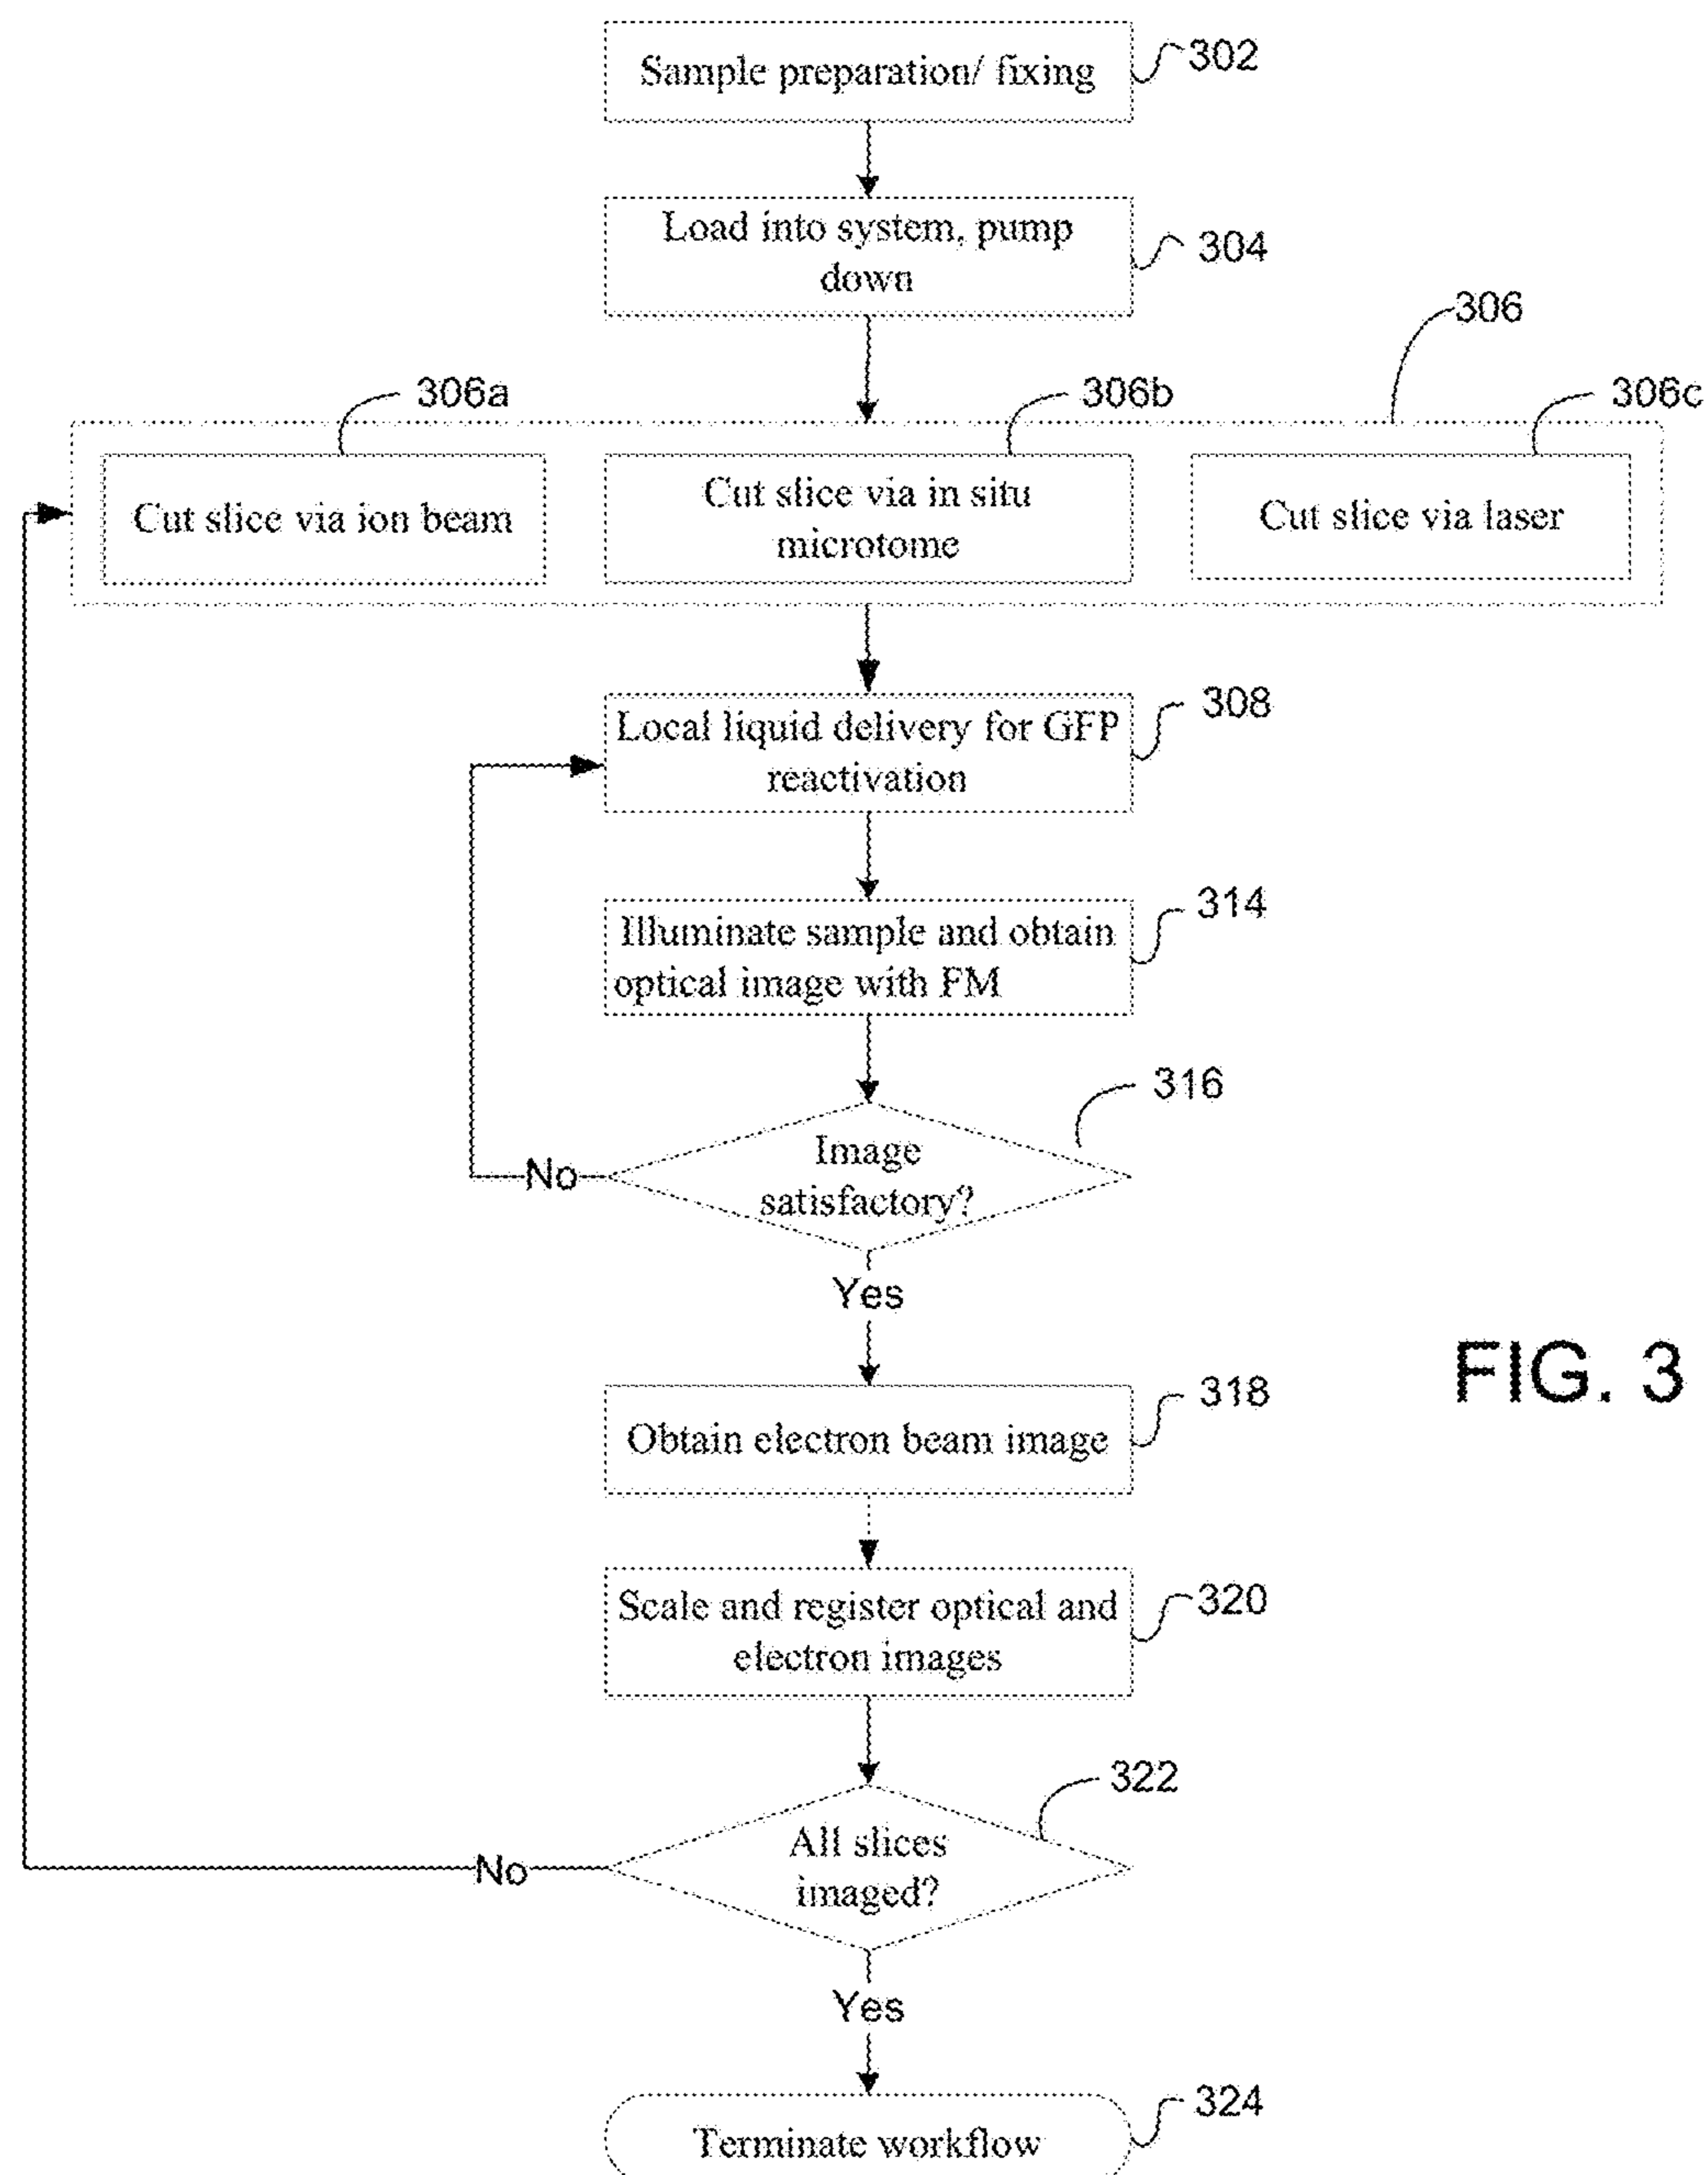 Sample preparation/ fixing
302
Load into system, pump
down
304
306
306a
306b
306c
Cut slice via ion beam
Cut slice via in situ
microtome
Cut slice via laser
Local liquid delivery for GFP
reactivation
308
Illuminate sample and obtain
optical image with FM
314
316
Image
satisfactory?
No
Yes
FIG. 3
318
Obtain electron beam image
Scale and register optical and
electron images
320
322
All slices
imaged?
No
Yes
324
Terminate workflow